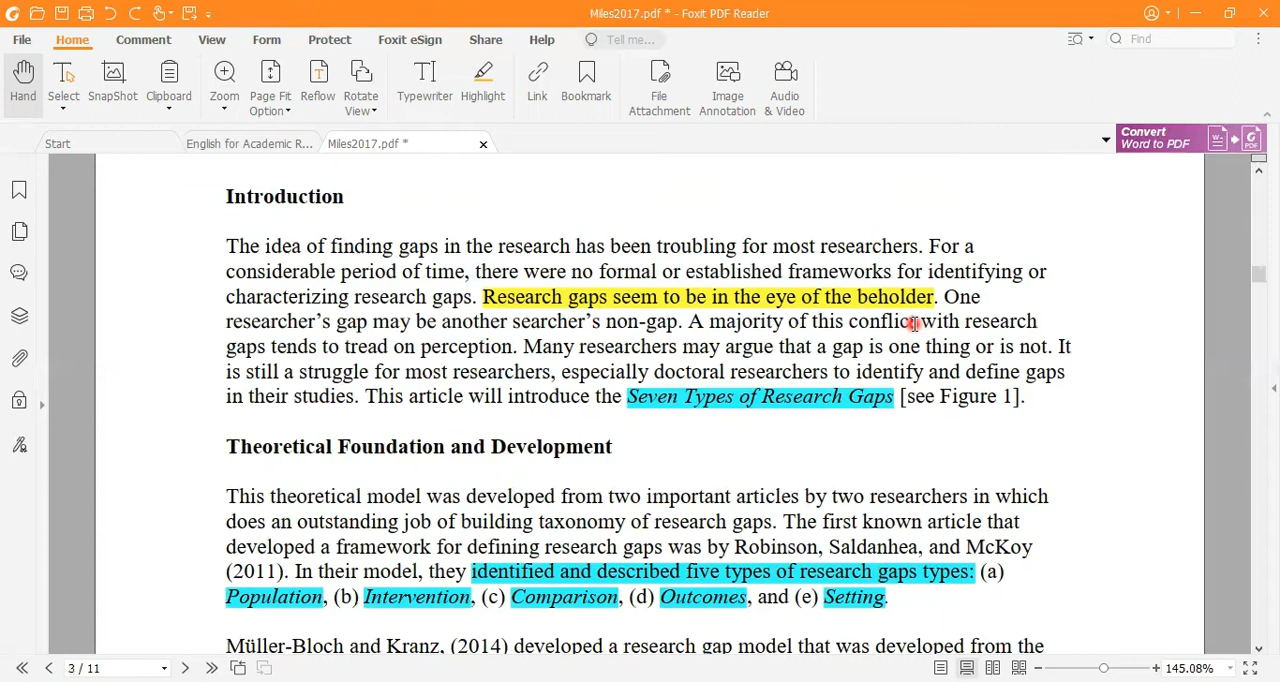 Miles2017.pdf * - Foxit PDF Reader
File Home Comment View Form Protect Foxit eSign Share Help Tell me... Find
Hand Select SnapShot Clipboard Zoom Page Fit Option Reflow Rotate View Typewriter Highlight Link Bookmark File Attachment Image Annotation Audio & Video
Start English for Academic R... Miles2017.pdf * Convert Word to PDF
Introduction
The idea of finding gaps in the research has been troubling for most researchers. For a
considerable period of time, there were no formal or established frameworks for identifying or
characterizing research gaps. Research gaps seem to be in the eye of the beholder. One
researcher’s gap may be another searcher’s non-gap. A majority of this conflict with research
gaps tends to tread on perception. Many researchers may argue that a gap is one thing or is not. It
is still a struggle for most researchers, especially doctoral researchers to identify and define gaps
in their studies. This article will introduce the Seven Types of Research Gaps [see Figure 1].
Theoretical Foundation and Development
This theoretical model was developed from two important articles by two researchers in which
does an outstanding job of building taxonomy of research gaps. The first known article that
developed a framework for defining research gaps was by Robinson, Saldanhea, and McKoy
(2011). In their model, they identified and described five types of research gaps types: (a)
Population, (b) Intervention, (c) Comparison, (d) Outcomes, and (e) Setting.
Müller-Bloch and Kranz, (2014) developed a research gap model that was developed from the
3 / 11 145.08%